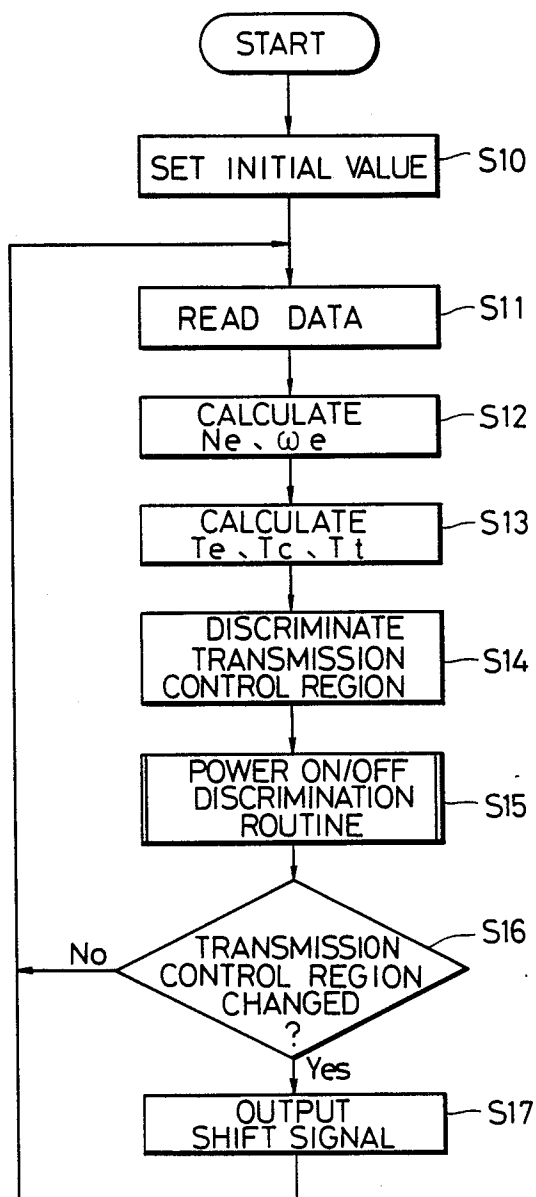 START
SET INITIAL VALUE
S10
READ DATA
S11
CALCULATE
Ne、ωe
S12
CALCULATE
Te、Tc、Tt
S13
DISCRIMINATE
TRANSMISSION
CONTROL REGION
S14
POWER ON/OFF
DISCRIMINATION
ROUTINE
S15
S16
No
TRANSMISSION
CONTROL REGION
CHANGED
?
Yes
OUTPUT
SHIFT SIGNAL
S17